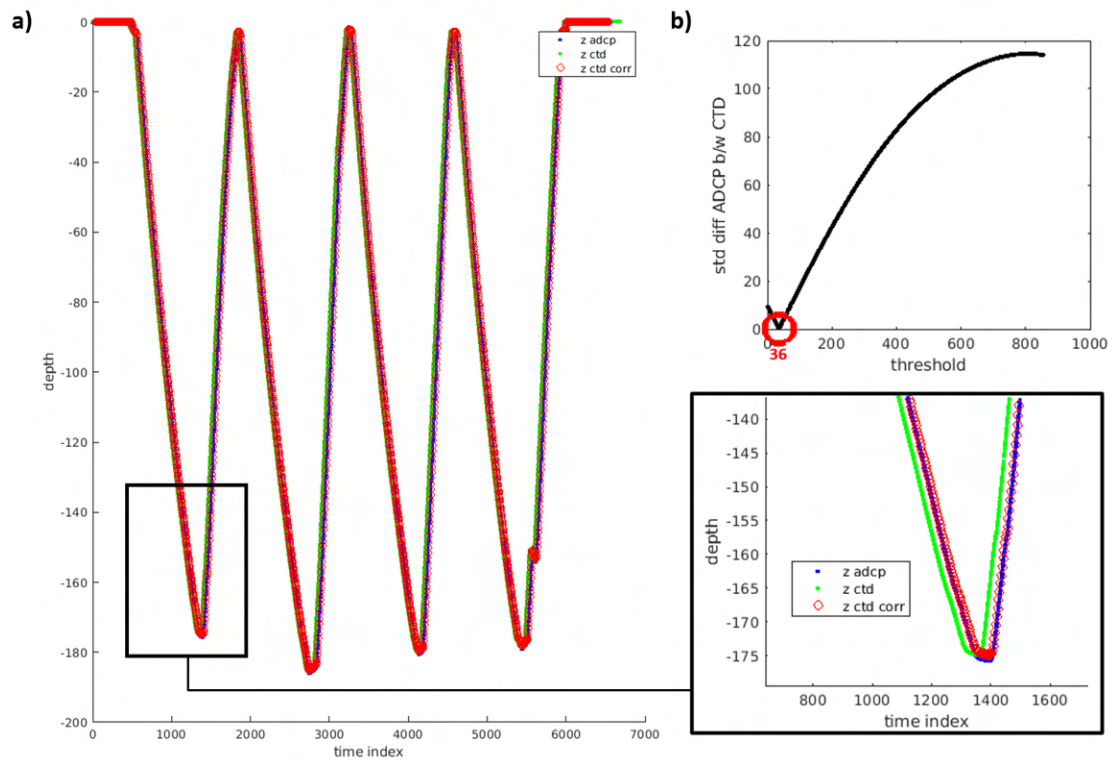 a)
0
-20
-40
-60
-80
-100
-120
-140
-160
-180
-200
depth
0 1000 2000 3000 4000 5000 6000 7000
time index
z adcp
z ctd
z ctd corr
b)
120
100
80
60
40
20
0
std diff ADCP b/w CTD
0 200 400 600 800 1000
36
threshold
-140
-145
-150
-155
-160
-165
-170
-175
depth
z adcp
z ctd
z ctd corr
800 1000 1200 1400 1600
time index